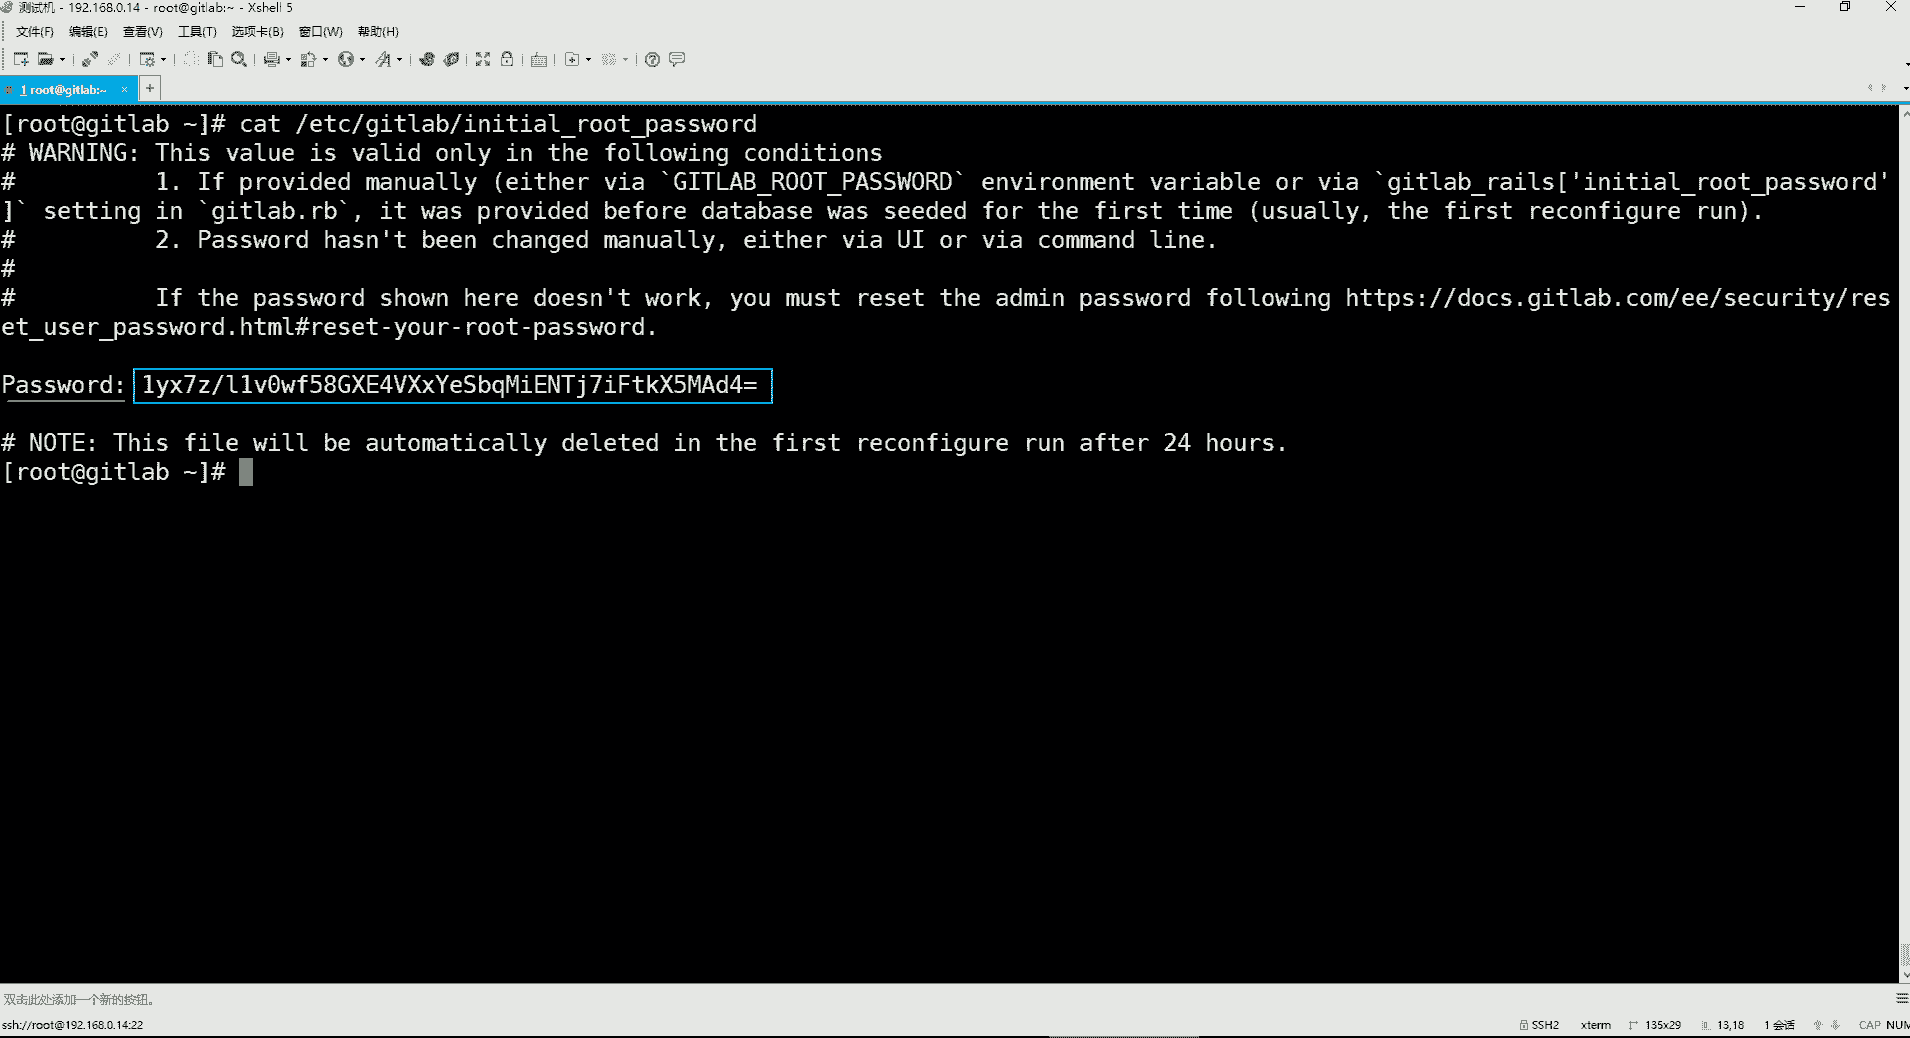 测试机 - 192.168.0.14 - root@gitlab:~ - Xshell 5
文件(F) 编辑(E) 查看(V) 工具(T) 选项卡(B) 窗口(W) 帮助(H)
1 root@gitlab:~ × +
[root@gitlab ~]# cat /etc/gitlab/initial_root_password
# WARNING: This value is valid only in the following conditions
#          1. If provided manually (either via `GITLAB_ROOT_PASSWORD` environment variable or via `gitlab_rails['initial_root_password'
]` setting in `gitlab.rb`, it was provided before database was seeded for the first time (usually, the first reconfigure run).
#          2. Password hasn't been changed manually, either via UI or via command line.
#
#          If the password shown here doesn't work, you must reset the admin password following https://docs.gitlab.com/ee/security/res
et_user_password.html#reset-your-root-password.
Password: 1yx7z/l1v0wf58GXE4VXxYeSbqMiENTj7iFtkX5MAd4=
# NOTE: This file will be automatically deleted in the first reconfigure run after 24 hours.
[root@gitlab ~]#
双击此处添加一个新的按钮。
ssh://root@192.168.0.14:22 SSH2 xterm 135x29 13,18 1 会话 CAP NUM